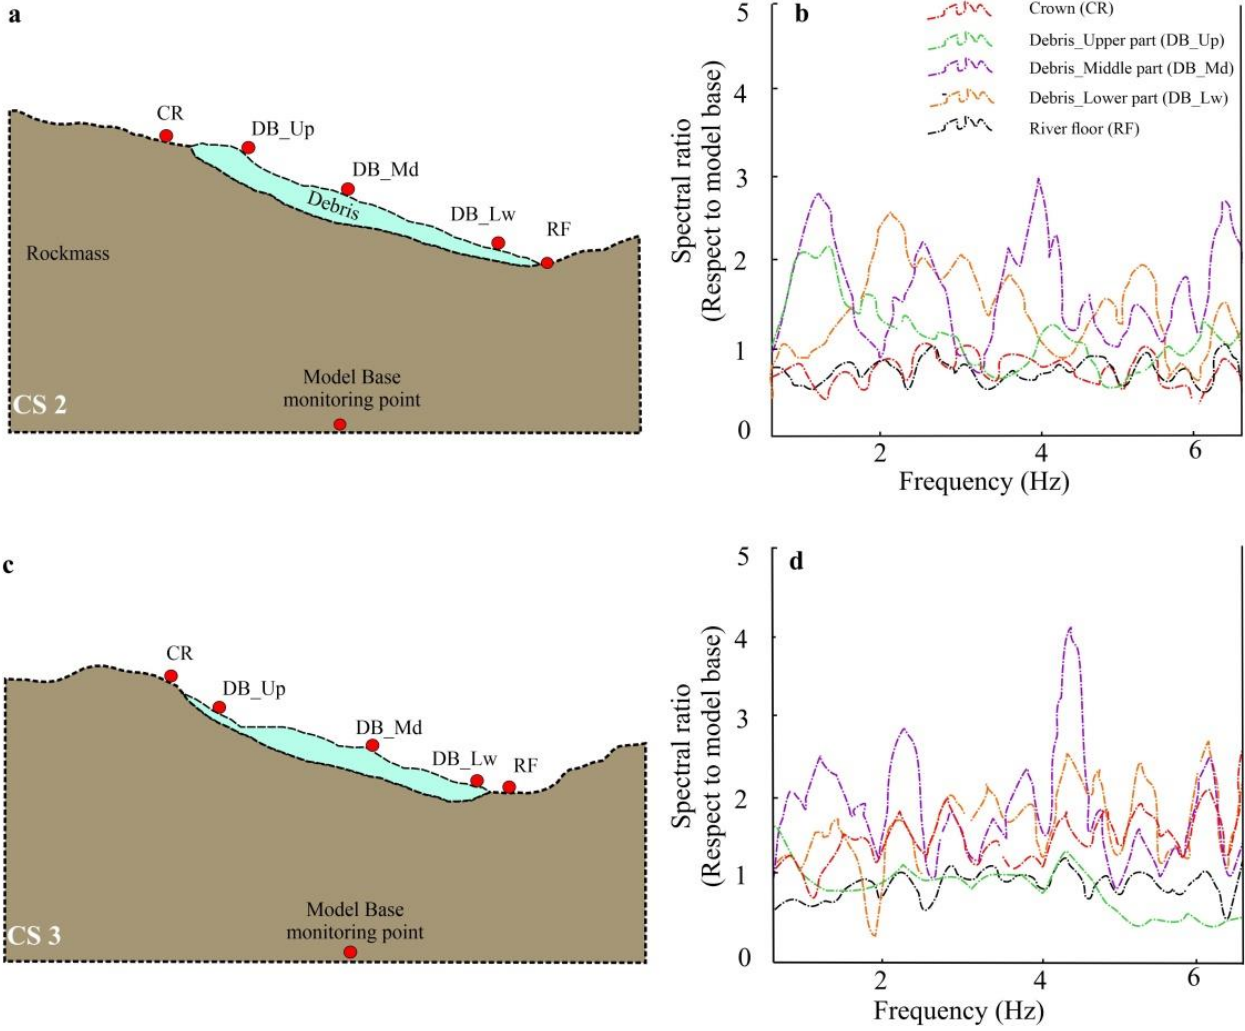 a
CR
DB_Up
DB_Md
Debris
DB_Lw
RF
Rockmass
Model Base
monitoring point
CS 2
b
Crown (CR)
Debris_Upper part (DB_Up)
Debris_Middle part (DB_Md)
Debris_Lower part (DB_Lw)
River floor (RF)
5
4
3
2
1
0
Spectral ratio
(Respect to model base)
2
4
6
Frequency (Hz)
c
CR
DB_Up
DB_Md
DB_Lw
RF
Model Base
monitoring point
CS 3
d
5
4
3
2
1
0
Spectral ratio
(Respect to model base)
2
4
6
Frequency (Hz)